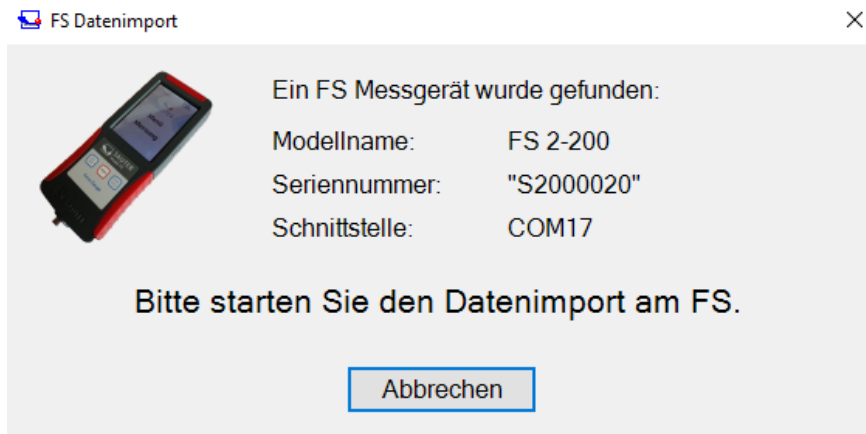 FS Datenimport
Ein FS Messgerät wurde gefunden:
Modellname: FS 2-200
Seriennummer: "S2000020"
Schnittstelle: COM17
Bitte starten Sie den Datenimport am FS.
Abbrechen
SAUTER